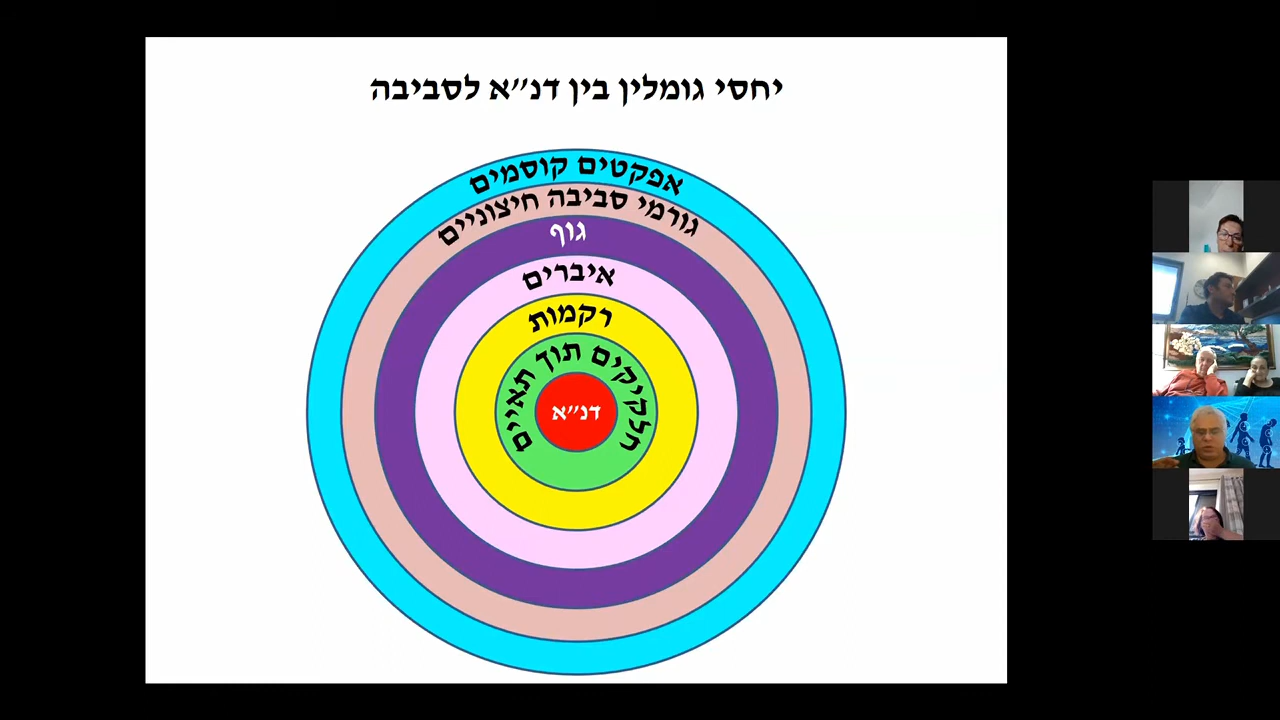 יחסי גומלין בין דנ״א לסביבה
אפקטים קוסמים
גורמי סביבה חיצוניים
גוף
איברים
רקמות
חלקיקים תוך תאיים
דנ״א